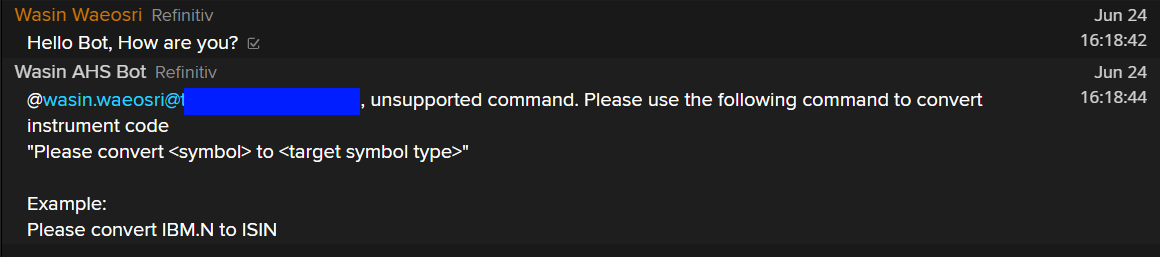 Wasin Waeosri Refinitiv Jun 24
Hello Bot, How are you? 16:18:42
Wasin AHS Bot Refinitiv Jun 24
@wasin.waeosri@t , unsupported command. Please use the following command to convert 16:18:44
instrument code
"Please convert <symbol> to <target symbol type>"
Example:
Please convert IBM.N to ISIN